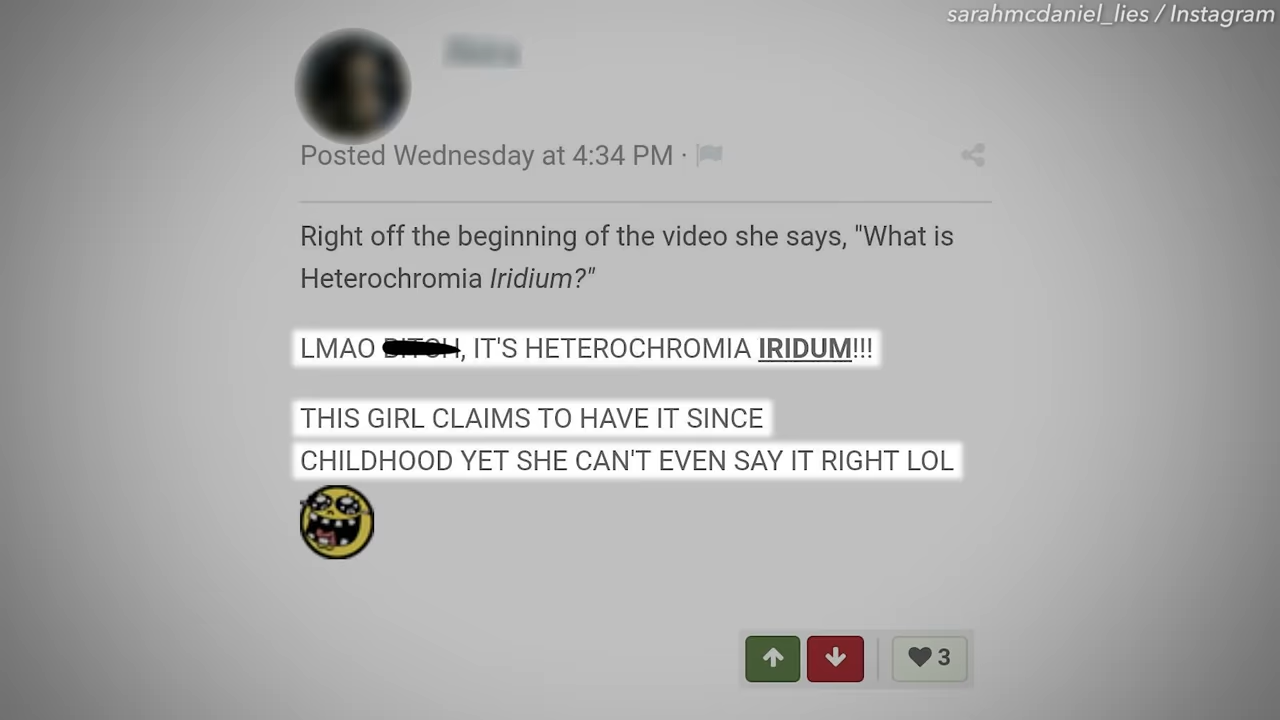 sarahmcdaniel_lies / Instagram
Posted Wednesday at 4:34 PM ·
Right off the beginning of the video she says, "What is
Heterochromia Iridium?"
LMAO BITCH, IT'S HETEROCHROMIA IRIDUM!!!
THIS GIRL CLAIMS TO HAVE IT SINCE
CHILDHOOD YET SHE CAN'T EVEN SAY IT RIGHT LOL
3